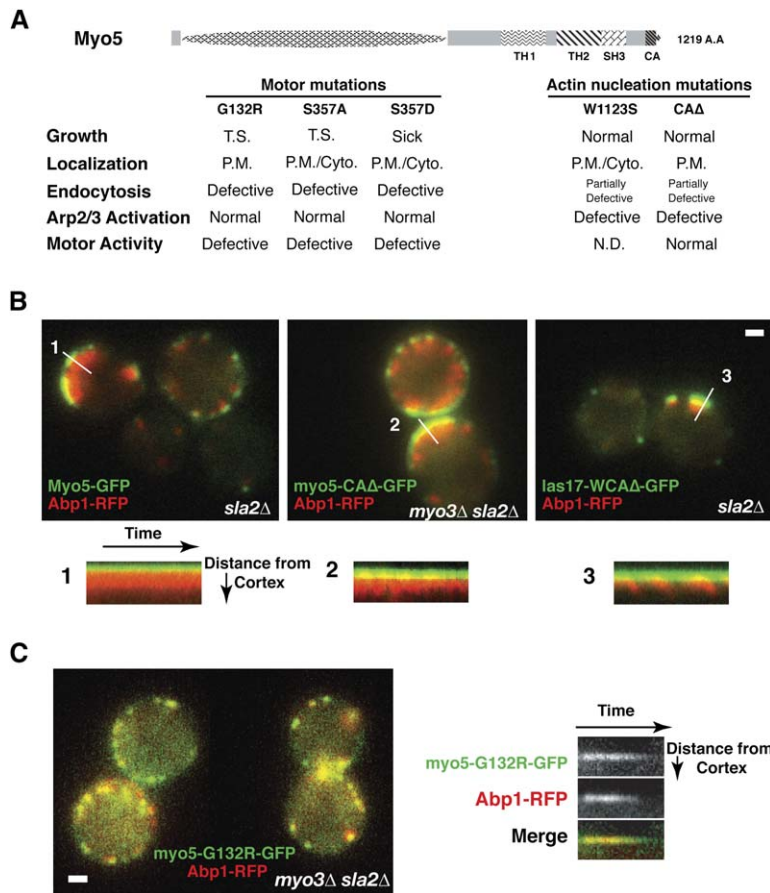 A
Myo5
1219 A.A
TH1 TH2 SH3 CA
Motor mutations Actin nucleation mutations
G132R S357A S357D W1123S CAΔ
Growth T.S. T.S. Sick Normal Normal
Localization P.M. P.M./Cyto. P.M./Cyto. P.M./Cyto. P.M.
Endocytosis Defective Defective Defective Partially Defective Partially Defective
Arp2/3 Activation Normal Normal Normal Defective Defective
Motor Activity Defective Defective Defective N.D. Normal
B
1
2
3
Myo5-GFP
Abp1-RFP
sla2Δ
myo5-CAΔ-GFP
Abp1-RFP
myo3Δ sla2Δ
las17-WCAΔ-GFP
Abp1-RFP
sla2Δ
Time
1
Distance from
Cortex
2
3
C
myo5-G132R-GFP
Abp1-RFP
myo3Δ sla2Δ
Time
myo5-G132R-GFP
Abp1-RFP
Merge
Distance from
Cortex